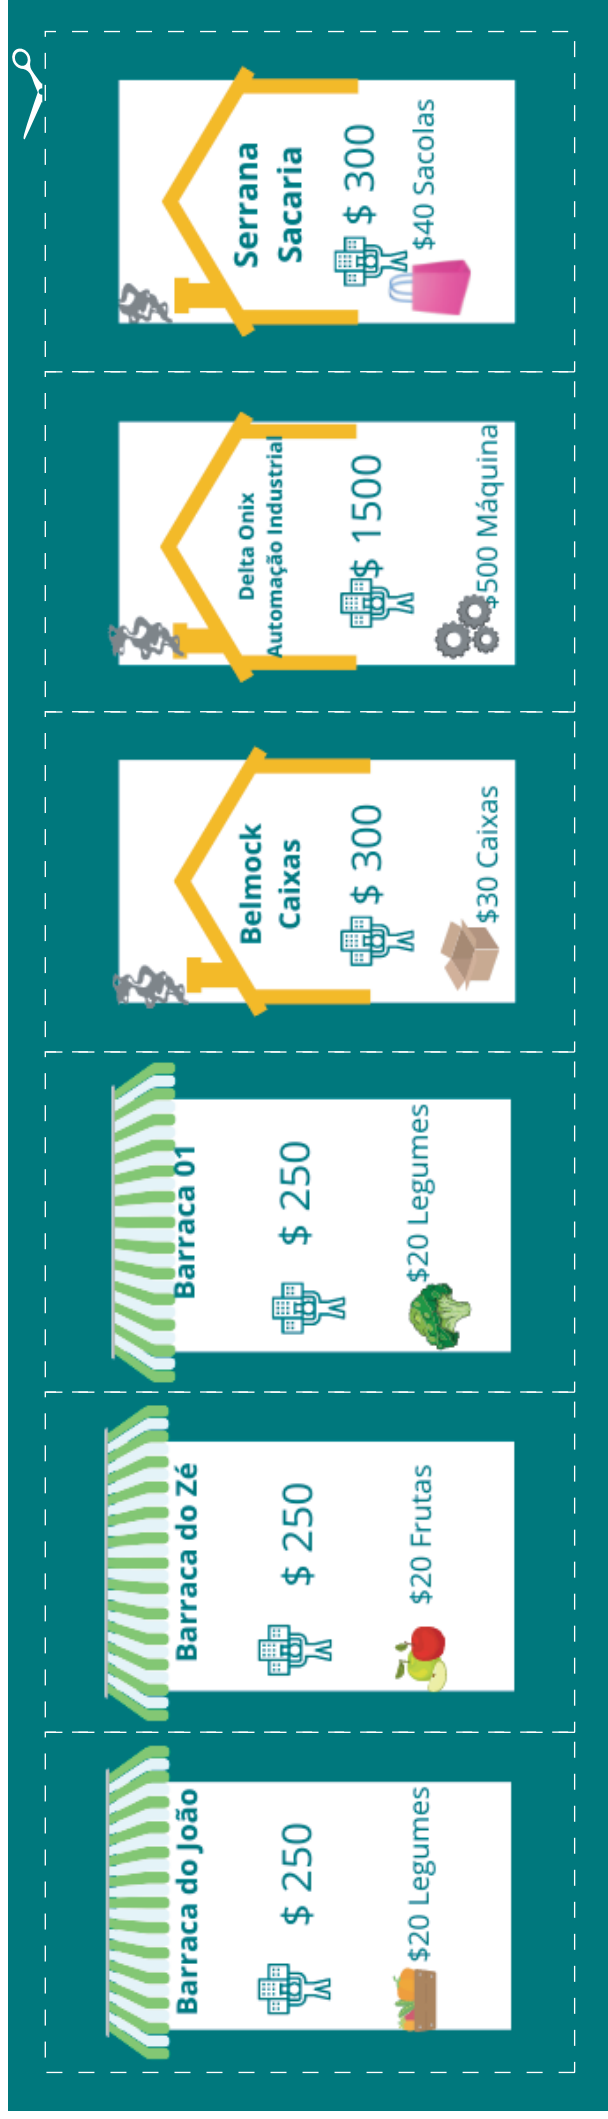 Serrana
Sacaria
$ 300
$40 Sacolas
Delta Onix
Automação Industrial
$ 1500
$500 Máquina
Belmock
Caixas
$ 300
$30 Caixas
Barraca 01
$ 250
$20 Legumes
Barraca do Zé
$ 250
$20 Frutas
Barraca do João
$ 250
$20 Legumes